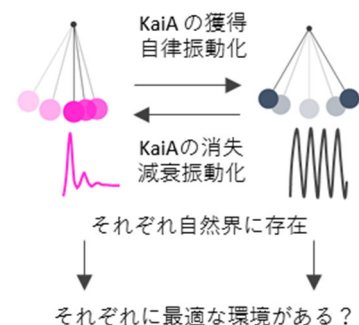 KaiA の獲得
自律振動化
KaiAの消失
減衰振動化
それぞれ自然界に存在
それぞれに最適な環境がある？